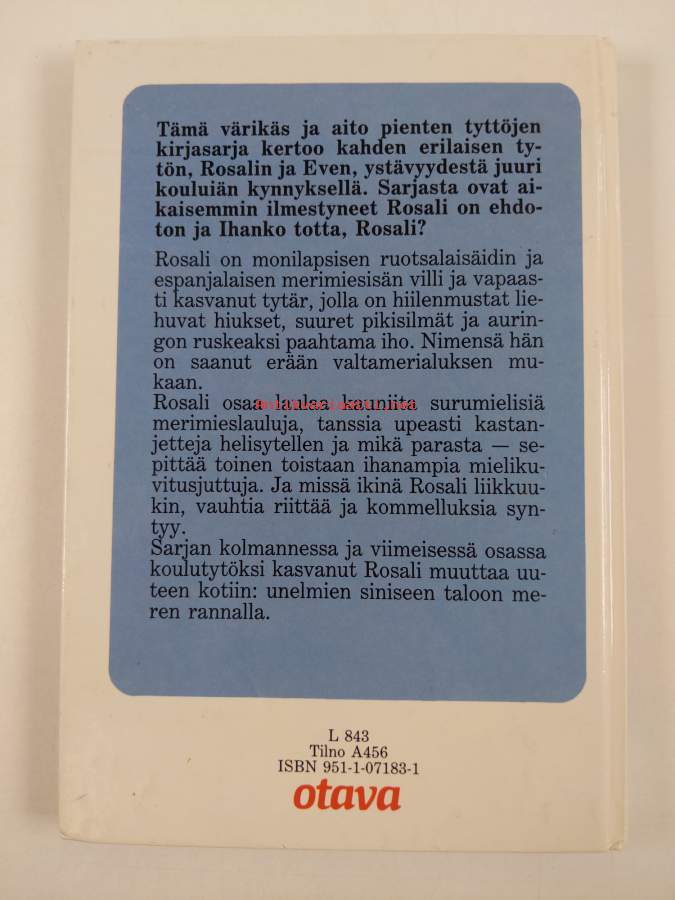 Tämä värikäs ja aito pienten tyttöjen
kirjasarja kertoo kahden erilaisen ty-
tön, Rosalin ja Even, ystävyydestä juuri
kouluiän kynnyksellä. Sarjasta ovat ai-
kaisemmin ilmestyneet Rosali on ehdo-
ton ja Ihanko totta, Rosali?
Rosali on monilapsisen ruotsalaisäidin ja
espanjalaisen merimiesisän villi ja vapaas-
ti kasvanut tytär, jolla on hiilenmustat lie-
huvat hiukset, suuret pikisilmät ja aurin-
gon ruskeaksi paahtama iho. Nimensä hän
on saanut erään valtamerialuksen mu-
kaan.
Rosali osaa laulaa kauniita surumielisiä
merimieslauluja, tanssia upeasti kastan-
jetteja helisytellen ja mikä parasta — se-
pittää toinen toistaan ihanampia mieliku-
vitusjuttuja. Ja missä ikinä Rosali liikkuu-
kin, vauhtia riittää ja kommelluksia syn-
tyy.
Sarjan kolmannessa ja viimeisessä osassa
koulutytöksi kasvanut Rosali muuttaa uu-
teen kotiin: unelmien siniseen taloon me-
ren rannalla.
L 843
Tilno A456
ISBN 951-1-07183-1
otava